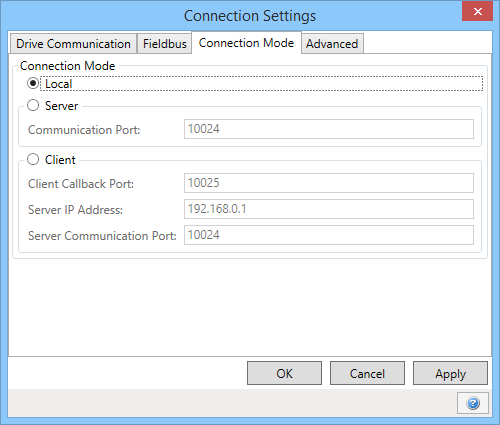 Connection Settings
Drive Communication Fieldbus Connection Mode Advanced
Connection Mode
Local
Server
Communication Port: 10024
Client
Client Callback Port: 10025
Server IP Address: 192.168.0.1
Server Communication Port: 10024
OK Cancel Apply